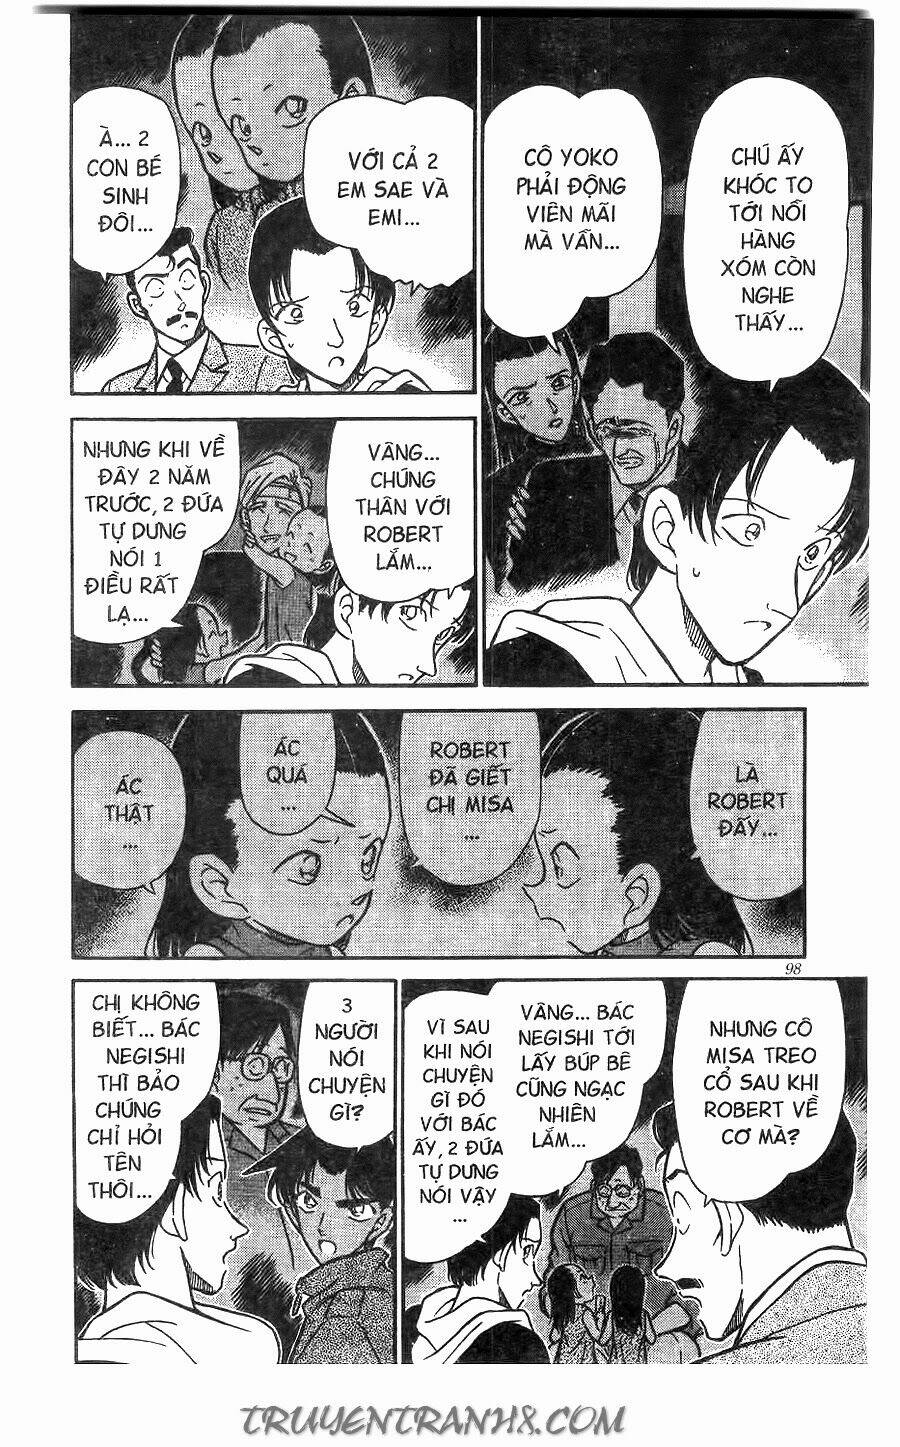 CHÚ ẤY
KHÓC TO
TỚI NỖI
HÀNG
XÓM CÒN
NGHE
THẤY...
CÔ YOKO
PHẢI ĐỘNG
VIÊN MÃI
MÀ VẪN...
VỚI CẢ 2
EM SAE VÀ
EMI...
À... 2
CON BÉ
SINH
ĐÔI...
VÂNG...
CHÚNG
THÂN VỚI
ROBERT
LẮM...
NHƯNG KHI VỀ
ĐÂY 2 NĂM
TRƯỚC, 2 ĐỨA
TỰ DƯNG
NÓI 1
ĐIỀU RẤT
LẠ...
LÀ
ROBERT
ĐẤY...
ROBERT
ĐÃ GIẾT
CHỊ MISA
...
ÁC
QUÁ
...
ÁC
THẬT
...
98
NHƯNG CÔ
MISA TREO
CỔ SAU KHI
ROBERT VỀ
CƠ MÀ?
VÂNG... BÁC
NEGISHI TỚI
LẤY BÚP BÊ
CŨNG NGẠC
NHIÊN
LẮM...
VÌ SAU
KHI NÓI
CHUYỆN
GÌ ĐÓ
VỚI BÁC
ẤY, 2 ĐỨA
TỰ DƯNG
NÓI VẬY
...
3
NGƯỜI
NÓI
CHUYỆN
GÌ?
CHỊ KHÔNG
BIẾT... BÁC
NEGISHI
THÌ BẢO
CHÚNG
CHỈ HỎI
TÊN
THÔI...
TRUYENTRANH8.COM